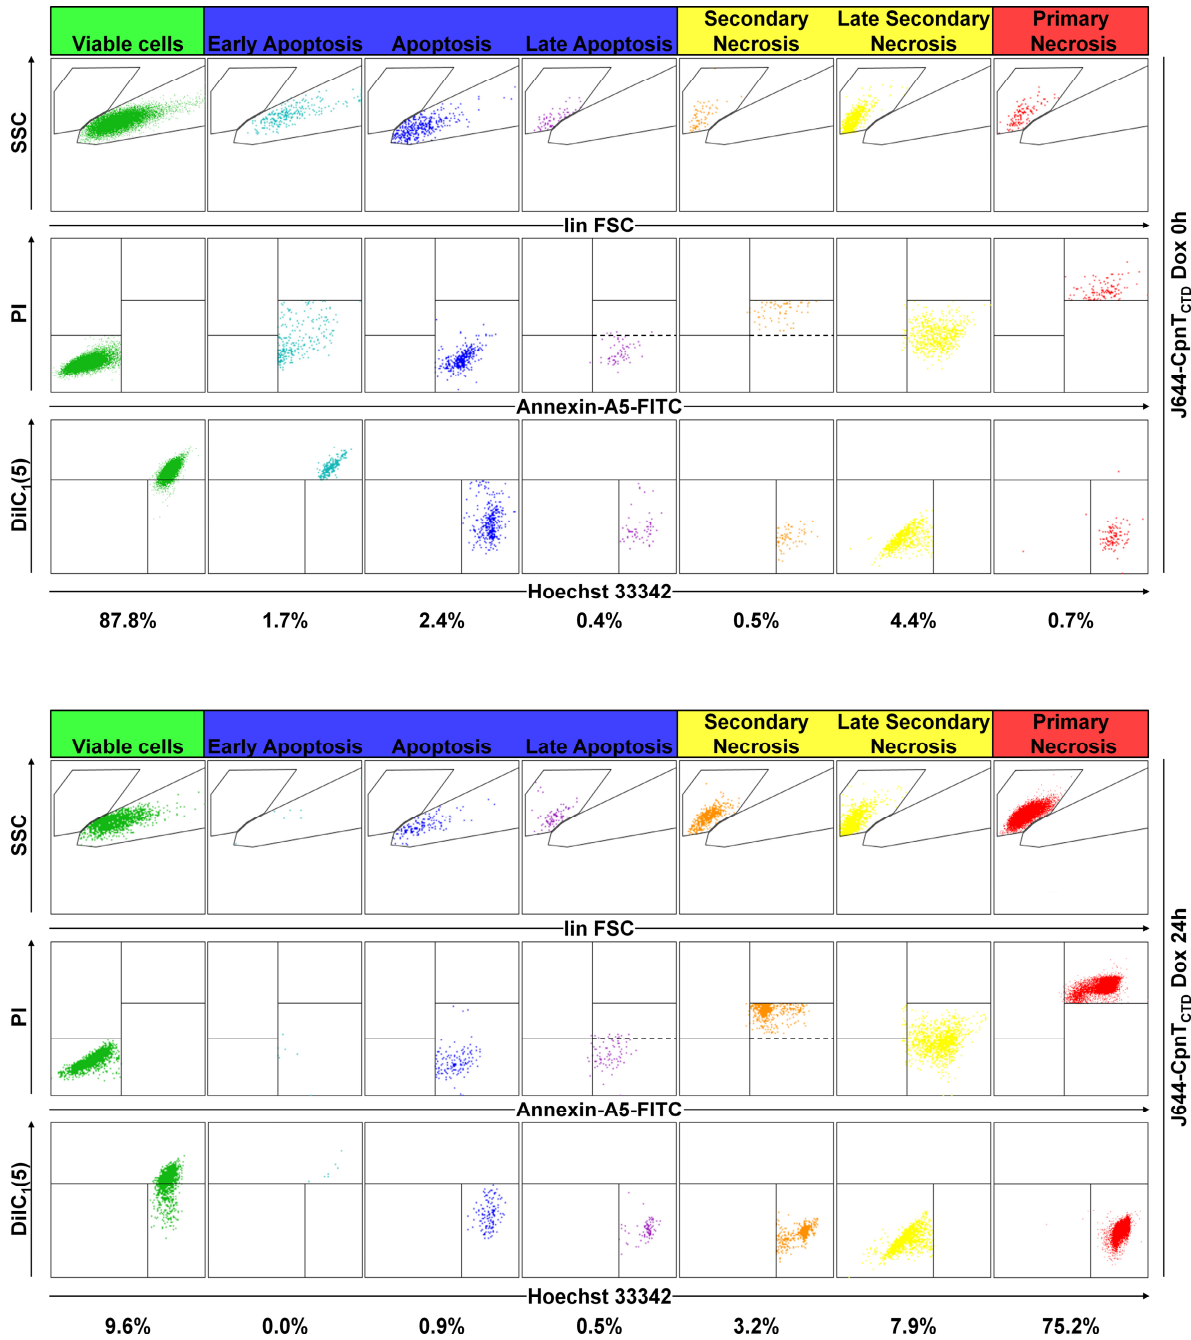 Viable cells
Early Apoptosis
Apoptosis
Late Apoptosis
Secondary
Necrosis
Late Secondary
Necrosis
Primary
Necrosis
SSC
lin FSC
PI
Annexin-A5-FITC
DiIC1(5)
Hoechst 33342
87.8%
1.7%
2.4%
0.4%
0.5%
4.4%
0.7%
J644-CpnTCTD Dox 0h
Viable cells
Early Apoptosis
Apoptosis
Late Apoptosis
Secondary
Necrosis
Late Secondary
Necrosis
Primary
Necrosis
SSC
lin FSC
PI
Annexin-A5-FITC
DiIC1(5)
Hoechst 33342
9.6%
0.0%
0.9%
0.5%
3.2%
7.9%
75.2%
J644-CpnTCTD Dox 24h